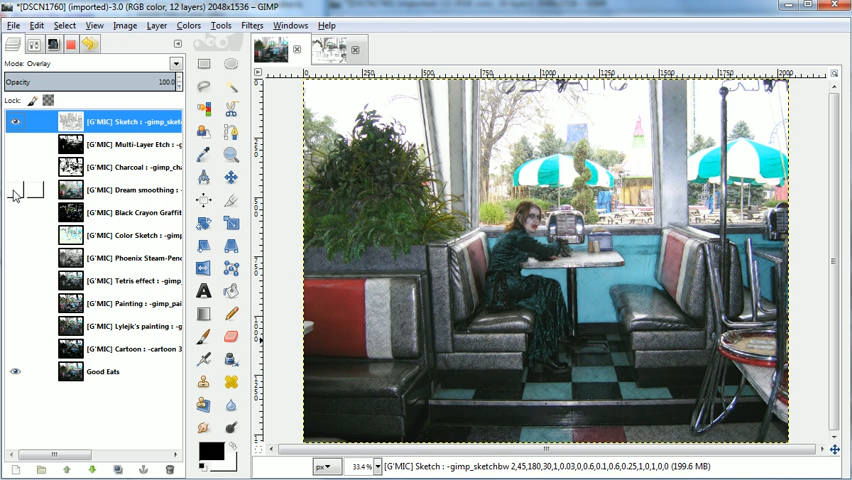 *[DSCN1760] (imported)-3.0 (RGB color, 12 layers) 2048x1536 – GIMP
File Edit Select View Image Layer Colors Tools Filters Windows Help
Mode: Overlay
Opacity 100.0
Lock:
[G'MIC] Sketch : -gimp_sket
[G'MIC] Multi-Layer Etch : -
[G'MIC] Charcoal : -gimp_cha
[G'MIC] Dream smoothing : -
[G'MIC] Black Crayon Graffit
[G'MIC] Color Sketch : -gimp
[G'MIC] Phoenix Steam-Pen
[G'MIC] Tetris effect : -gimp_
[G'MIC] Painting : -gimp_pai
[G'MIC] Lylejk's painting : -g
[G'MIC] Cartoon : -cartoon 3
Good Eats
0 250 500 750 1000 1250 1500 1750 2000
px 33.4% [G'MIC] Sketch : -gimp_sketchbw 2,45,180,30,1,0.03,0,0.6,0.1,0.6,0.25,1,0,1,0,0 (199.6 MB)